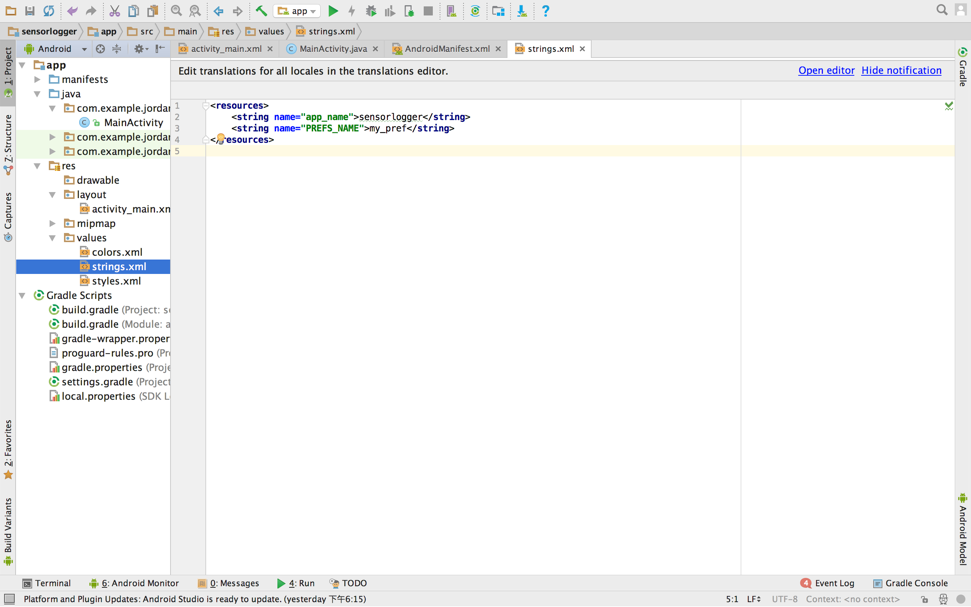 app
sensorlogger app src main res values strings.xml
Android activity_main.xml MainActivity.java AndroidManifest.xml strings.xml
Edit translations for all locales in the translations editor. Open editor Hide notification
1: Project
Z: Structure
Captures
2: Favorites
Build Variants
app
manifests
java
com.example.jordar
MainActivity
com.example.jordar
com.example.jordar
res
drawable
layout
activity_main.xn
mipmap
values
colors.xml
strings.xml
styles.xml
Gradle Scripts
build.gradle (Project: se
build.gradle (Module: a
gradle-wrapper.proper
proguard-rules.pro (Pr
gradle.properties (Proje
settings.gradle (Project
local.properties (SDK L
1 <resources>
2 <string name="app_name">sensorlogger</string>
3 <string name="PREFS_NAME">my_pref</string>
4 </resources>
5
Gradle
Android Model
Terminal 6: Android Monitor 0: Messages 4: Run TODO 4 Event Log Gradle Console
Platform and Plugin Updates: Android Studio is ready to update. (yesterday 下午6:15) 5:1 LF UTF-8 Context: <no context>